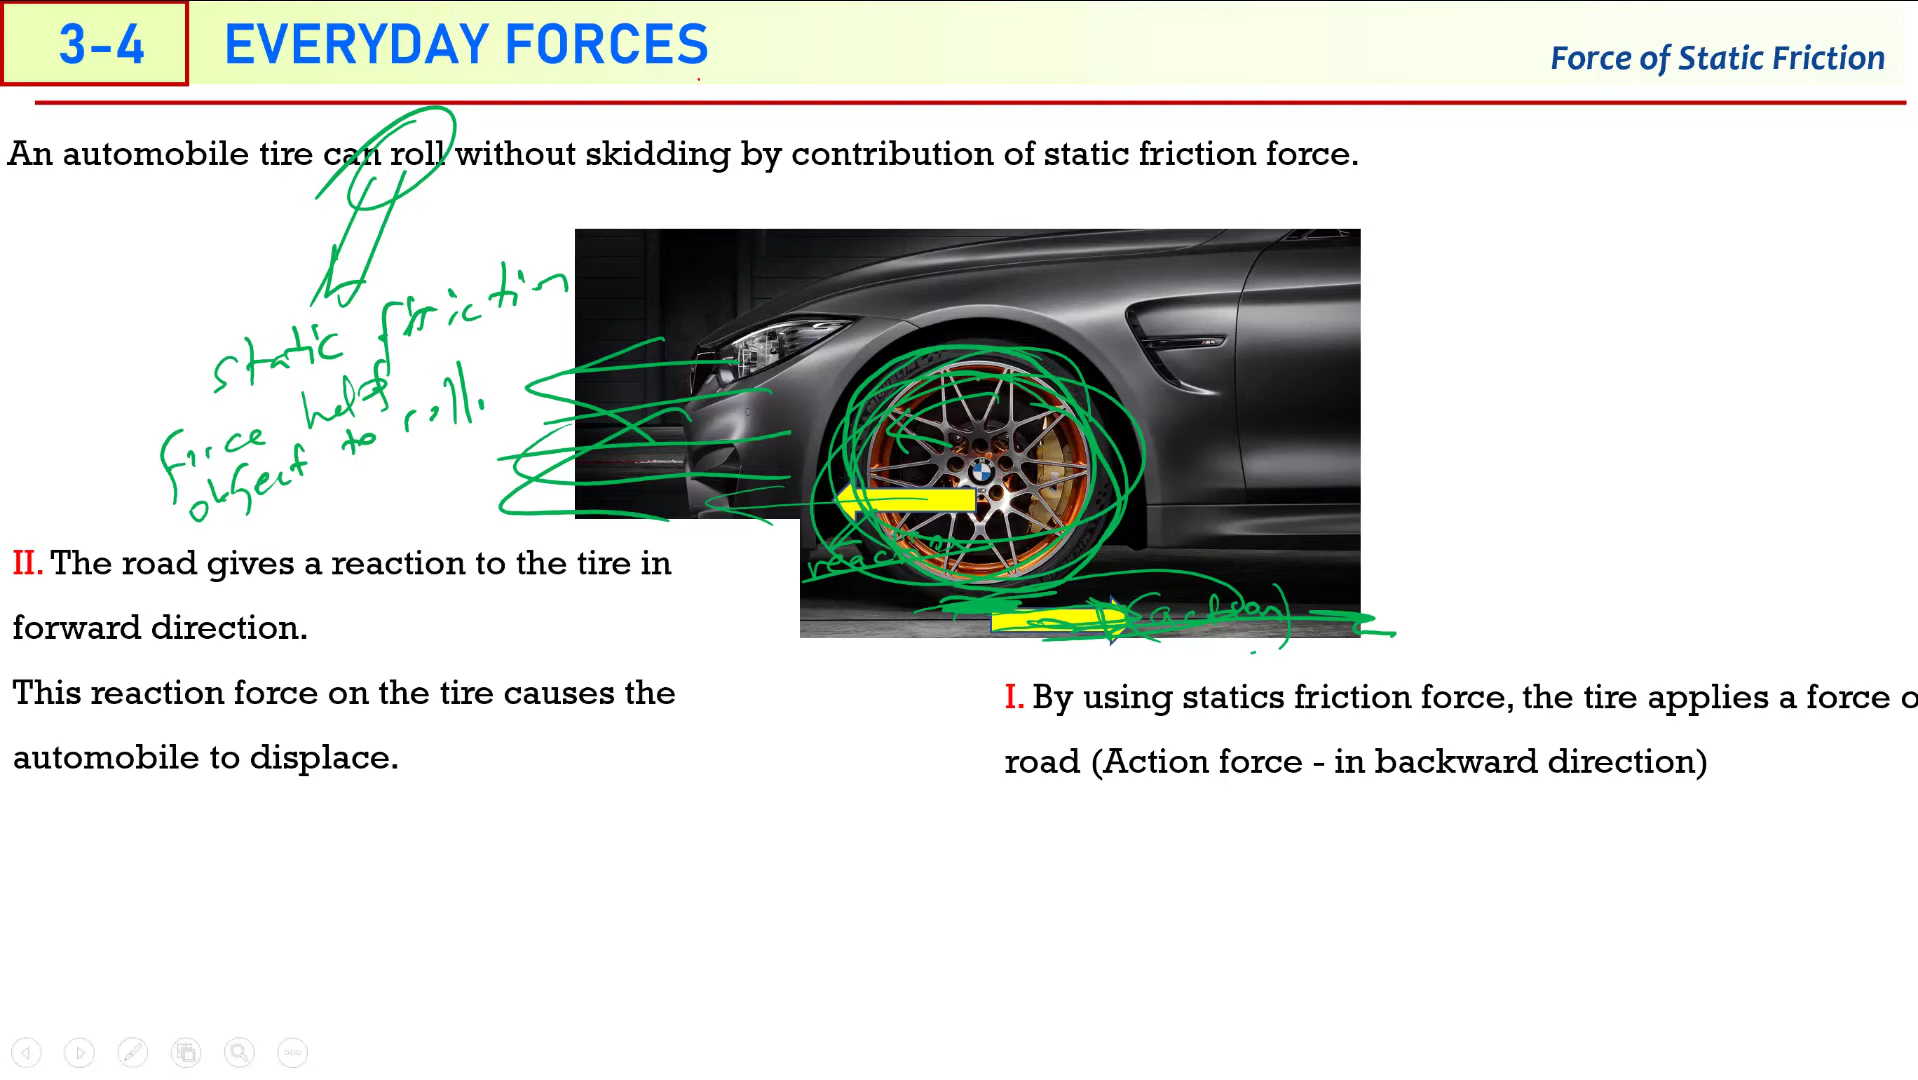 3-4
EVERYDAY FORCES
Force of Static Friction
An automobile tire can roll without skidding by contribution of static friction force.
static friction
force help
object to roll.
reaction
(action)
II. The road gives a reaction to the tire in
forward direction.
This reaction force on the tire causes the
automobile to displace.
I. By using statics friction force, the tire applies a force o
road (Action force - in backward direction)